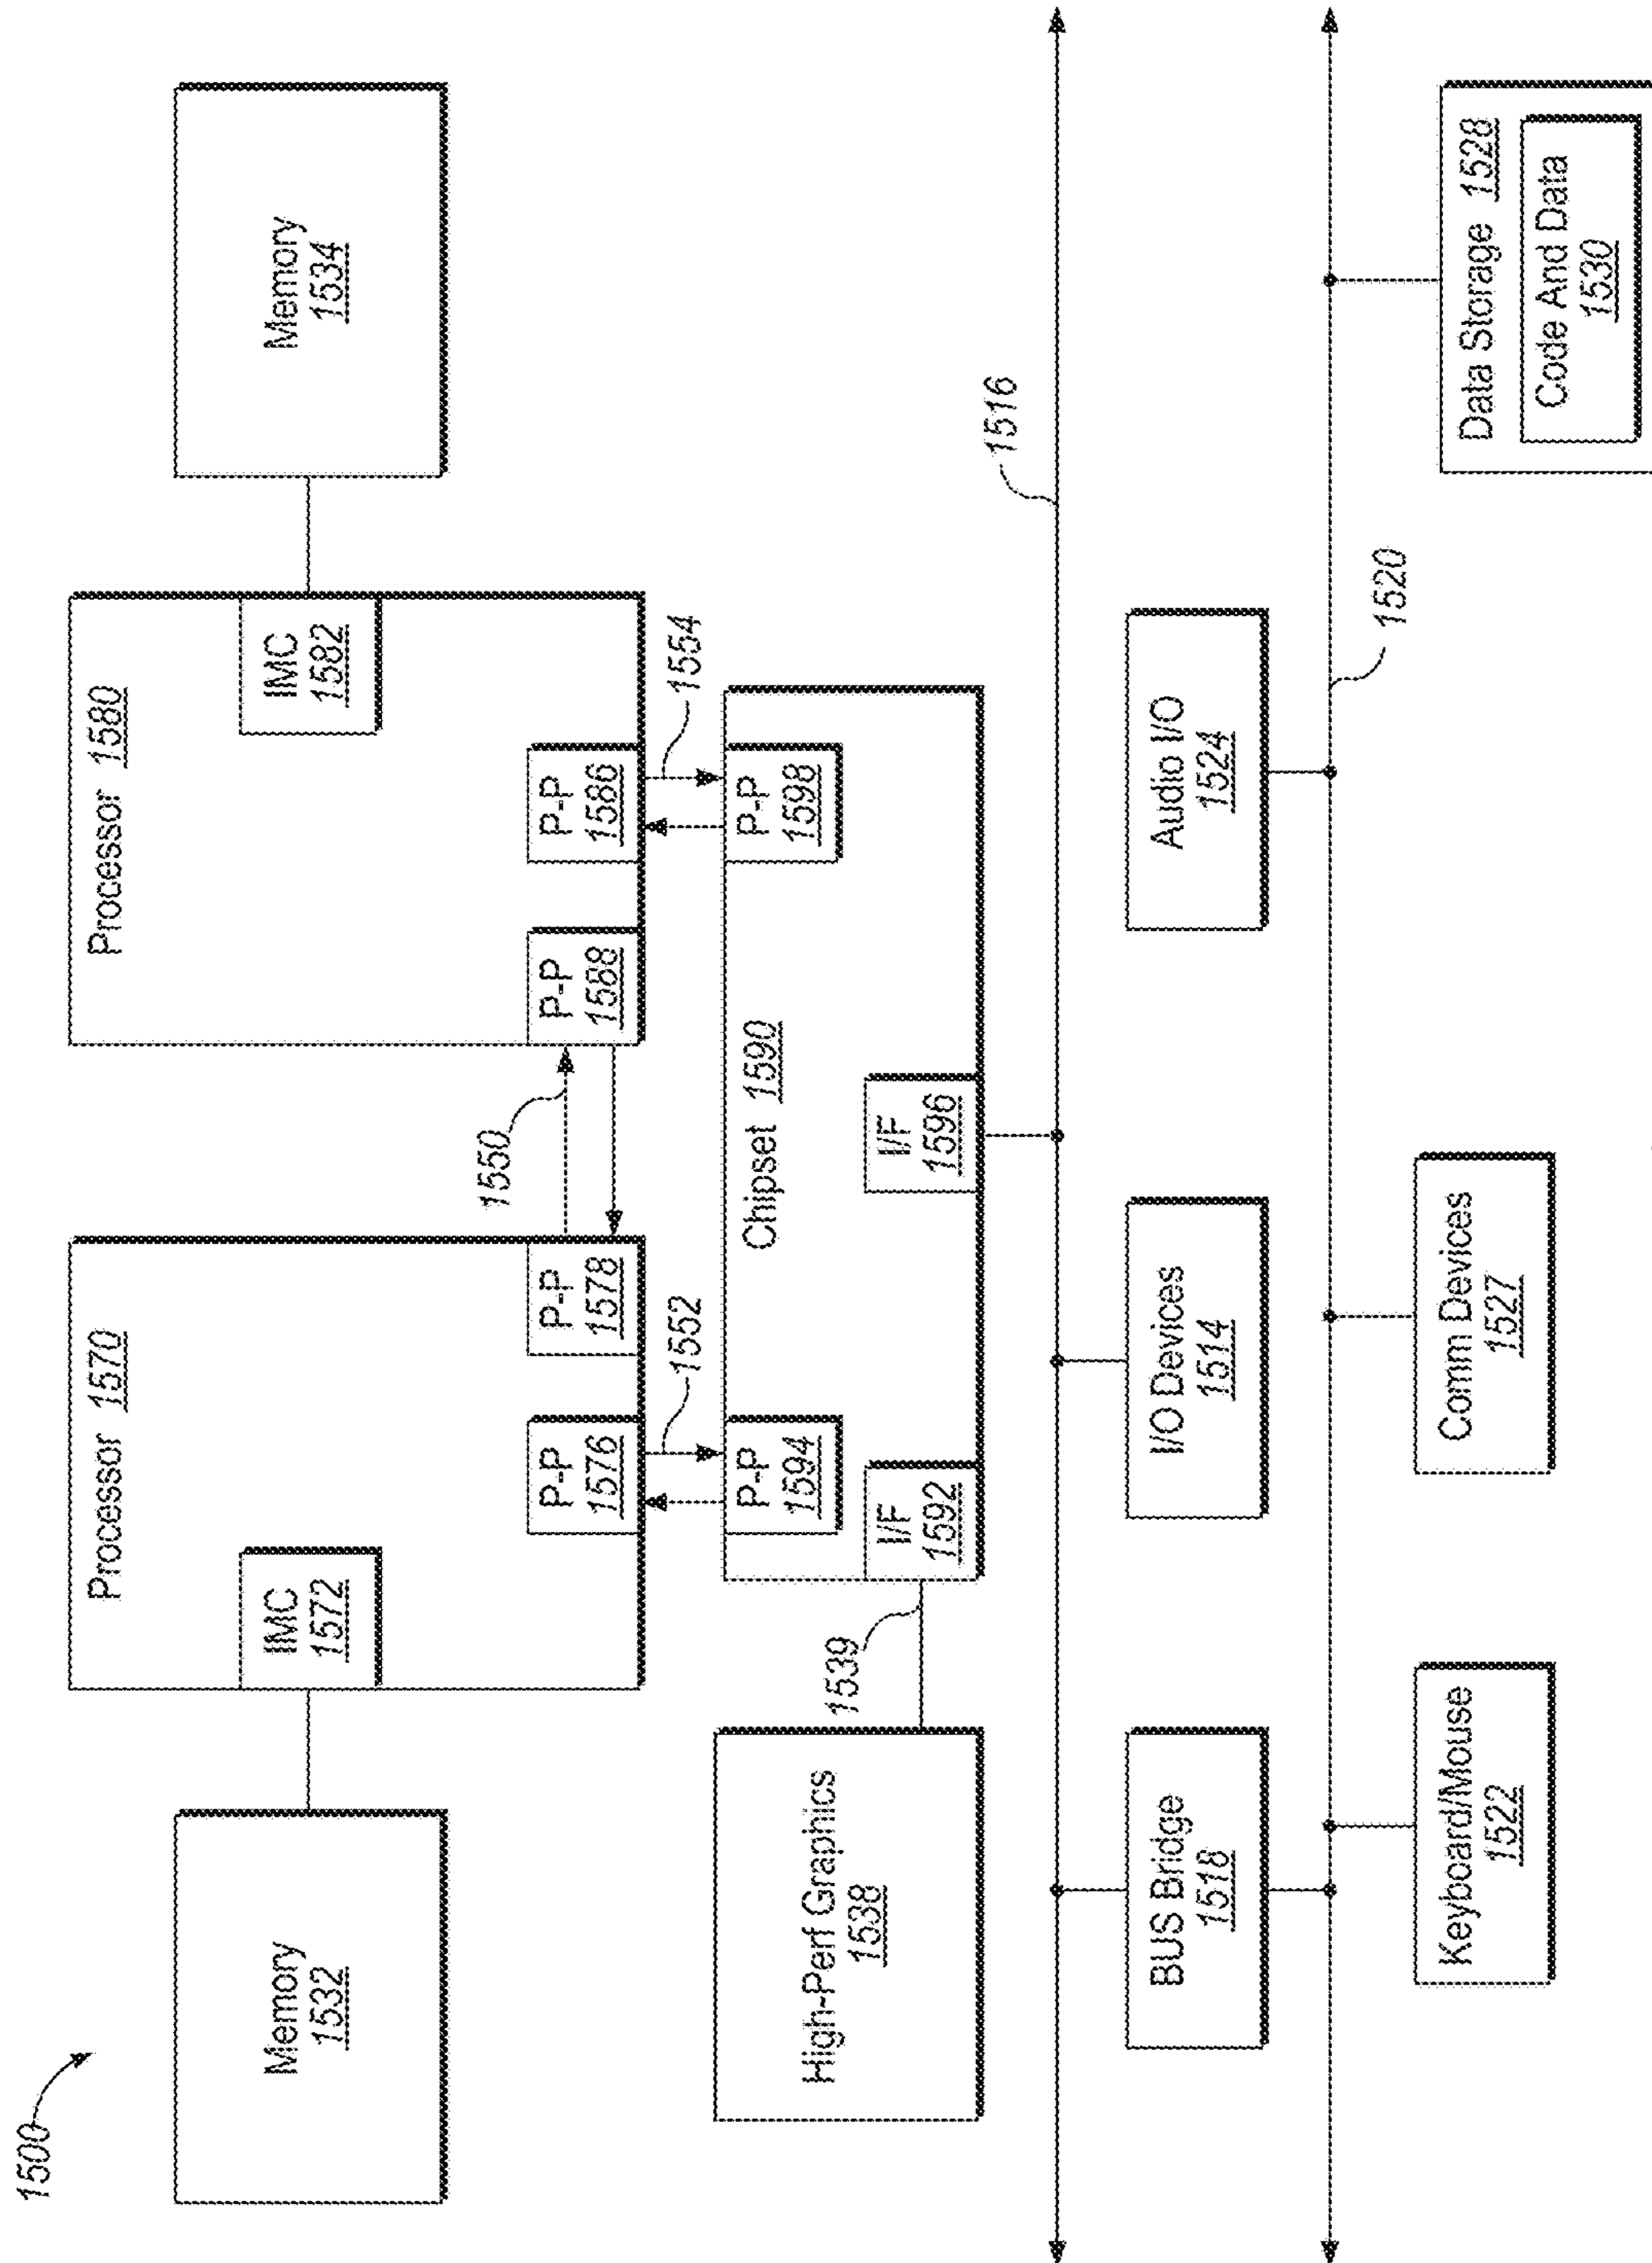 1500
Memory
1532
Processor 1570
IMC
1572
P-P
1576
P-P
1578
1550
Processor 1580
IMC
1582
P-P
1588
P-P
1586
Memory
1534
1552
1554
High-Perf Graphics
1538
1539
Chipset 1590
P-P
1594
P-P
1598
I/F
1592
I/F
1596
1516
BUS Bridge
1518
I/O Devices
1514
Audio I/O
1524
1520
Keyboard/Mouse
1522
Comm Devices
1527
Data Storage 1528
Code And Data
1530